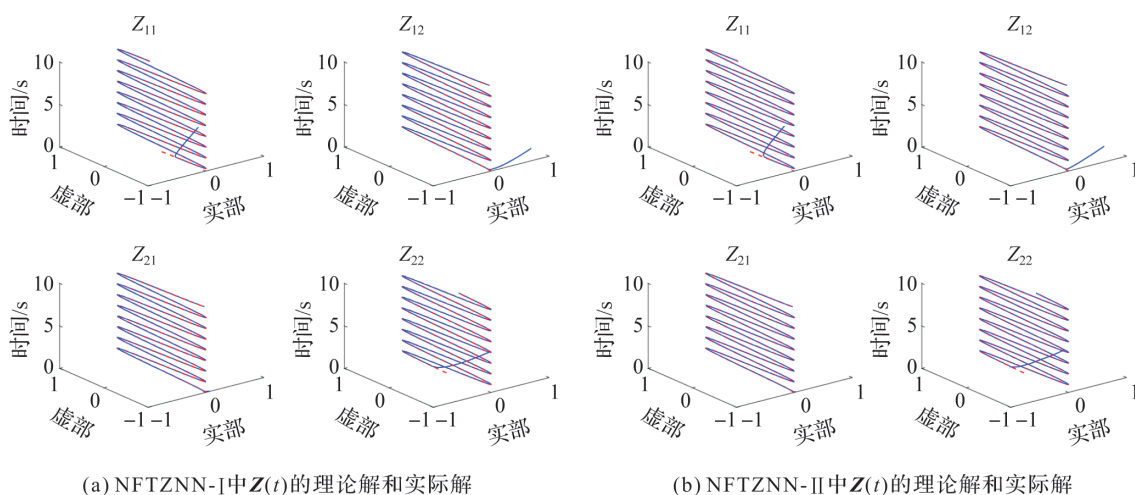 Z11 Z12 Z11 Z12
10 10 10 10
时间/s 时间/s 时间/s 时间/s
5 5 5 5
0 0 0 0
1 1 1 1 1 1 1 1
0 0 0 0 0 0 0 0
虚部 -1 -1 实部 虚部 -1 -1 实部 虚部 -1 -1 实部 虚部 -1 -1 实部
Z21 Z22 Z21 Z22
10 10 10 10
时间/s 时间/s 时间/s 时间/s
5 5 5 5
0 0 0 0
1 1 1 1 1 1 1 1
0 0 0 0 0 0 0 0
虚部 -1 -1 实部 虚部 -1 -1 实部 虚部 -1 -1 实部 虚部 -1 -1 实部
(a) NFTZNN-I中Z(t)的理论解和实际解 (b) NFTZNN-II中Z(t)的理论解和实际解